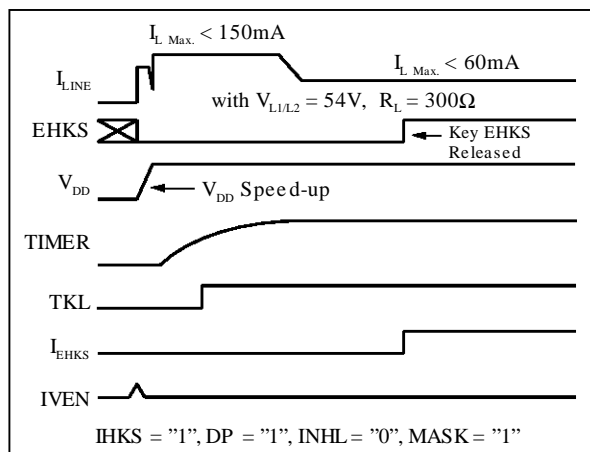 I_L Max. < 150mA
I_LINE
I_L Max. < 60mA
with V_L1/L2 = 54V, R_L = 300Ω
EHKS
Key EHKS
Released
V_DD
V_DD Speed-up
TIMER
TKL
I_EHKS
IVEN
IHKS = ”1”, DP = ”1”, INHL = ”0”, MASK = ”1”